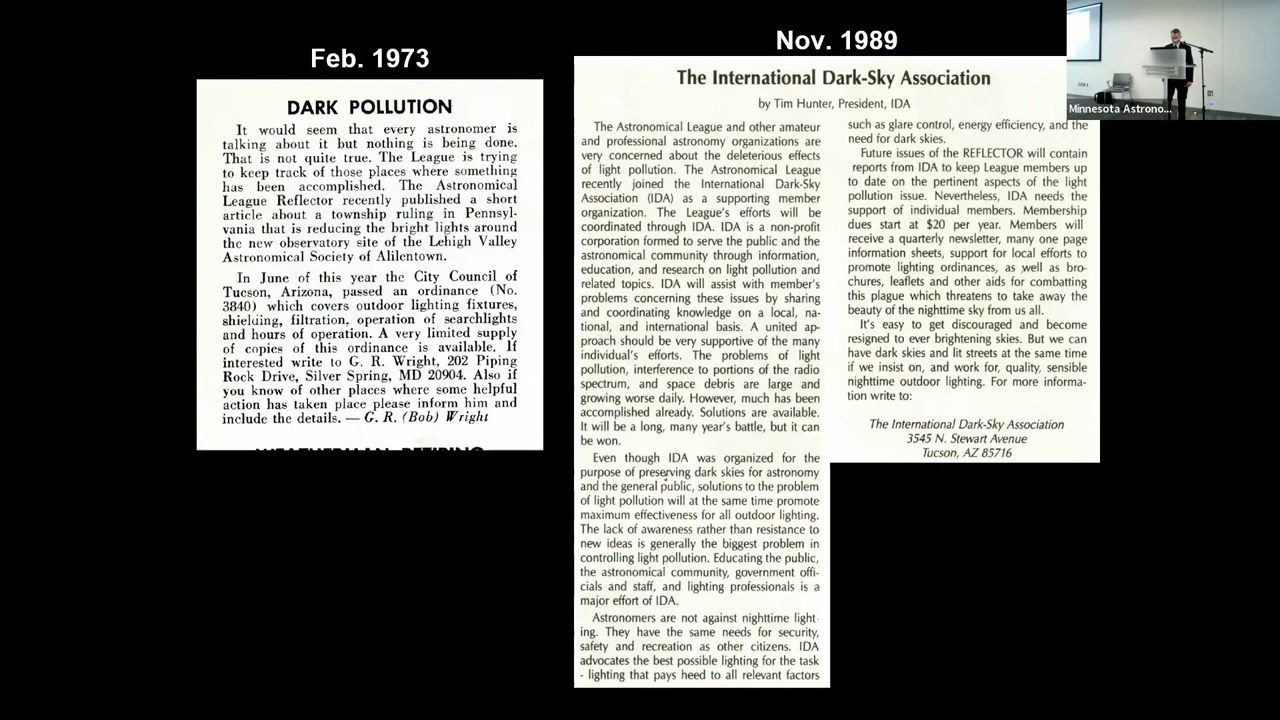 Feb. 1973
DARK POLLUTION
It would seem that every astronomer is
talking about it but nothing is being done.
That is not quite true. The League is trying
to keep track of those places where something
has been accomplished. The Astronomical
League Reflector recently published a short
article about a township ruling in Pennsyl-
vania that is reducing the bright lights around
the new observatory site of the Lehigh Valley
Astronomical Society of Alilentown.
In June of this year the City Council of
Tucson, Arizona, passed an ordinance (No.
3840) which covers outdoor lighting fixtures,
shielding, filtration, operation of searchlights
and hours of operation. A very limited supply
of copies of this ordinance is available. If
interested write to G. R. Wright, 202 Piping
Rock Drive, Silver Spring, MD 20904. Also if
you know of other places where some helpful
action has taken place please inform him and
include the details. — G. R. (Bob) Wright
Nov. 1989
The International Dark-Sky Association
by Tim Hunter, President, IDA
The Astronomical League and other amateur
and professional astronomy organizations are
very concerned about the deleterious effects
of light pollution. The Astronomical League
recently joined the International Dark-Sky
Association (IDA) as a supporting member
organization. The League's efforts will be
coordinated through IDA. IDA is a non-profit
corporation formed to serve the public and the
astronomical community through information,
education, and research on light pollution and
related topics. IDA will assist with member's
problems concerning these issues by sharing
and coordinating knowledge on a local, na-
tional, and international basis. A united ap-
proach should be very supportive of the many
individual's efforts. The problems of light
pollution, interference to portions of the radio
spectrum, and space debris are large and
growing worse daily. However, much has been
accomplished already. Solutions are available.
It will be a long, many year's battle, but it can
be won.
Even though IDA was organized for the
purpose of preserving dark skies for astronomy
and the general public, solutions to the problem
of light pollution will at the same time promote
maximum effectiveness for all outdoor lighting.
The lack of awareness rather than resistance to
new ideas is generally the biggest problem in
controlling light pollution. Educating the public,
the astronomical community, government offi-
cials and staff, and lighting professionals is a
major effort of IDA.
Astronomers are not against nighttime light-
ing. They have the same needs for security,
safety and recreation as other citizens. IDA
advocates the best possible lighting for the task
- lighting that pays heed to all relevant factors
such as glare control, energy efficiency, and the
need for dark skies.
Future issues of the REFLECTOR will contain
reports from IDA to keep League members up
to date on the pertinent aspects of the light
pollution issue. Nevertheless, IDA needs the
support of individual members. Membership
dues start at $20 per year. Members will
receive a quarterly newsletter, many one page
information sheets, support for local efforts to
promote lighting ordinances, as well as bro-
chures, leaflets and other aids for combatting
this plague which threatens to take away the
beauty of the nighttime sky from us all.
It's easy to get discouraged and become
resigned to ever brightening skies. But we can
have dark skies and lit streets at the same time
if we insist on, and work for, quality, sensible
nighttime outdoor lighting. For more informa-
tion write to:
The International Dark-Sky Association
3545 N. Stewart Avenue
Tucson, AZ 85716
Minnesota Astrono...